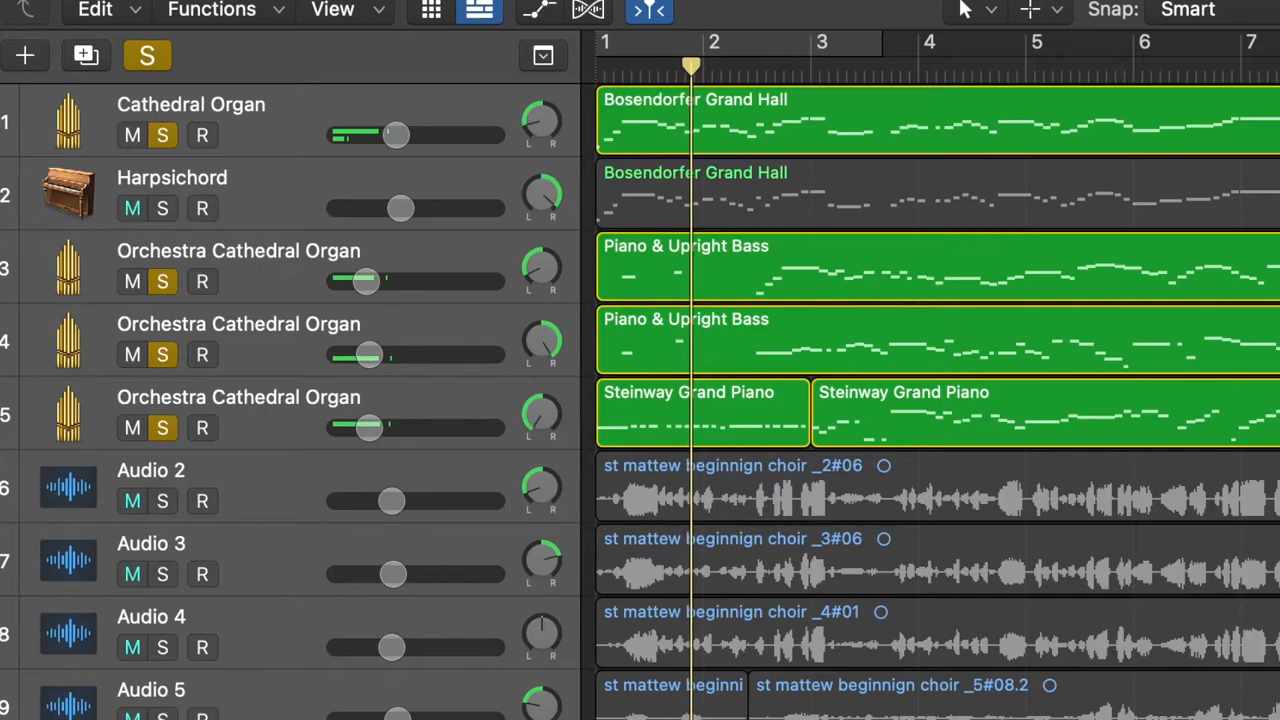 Edit Functions View Snap: Smart
S 1 2 3 4 5 6 7
1 Cathedral Organ Bosendorfer Grand Hall
M S R L R
2 Harpsichord Bosendorfer Grand Hall
M S R L R
3 Orchestra Cathedral Organ Piano & Upright Bass
M S R L R
4 Orchestra Cathedral Organ Piano & Upright Bass
M S R L R
5 Orchestra Cathedral Organ Steinway Grand Piano Steinway Grand Piano
M S R L R
6 Audio 2 st mattew beginnign choir _2#06
M S R L R
7 Audio 3 st mattew beginnign choir _3#06
M S R L R
8 Audio 4 st mattew beginnign choir _4#01
M S R L R
9 Audio 5 st mattew beginni st mattew beginnign choir _5#08.2
M S R L R